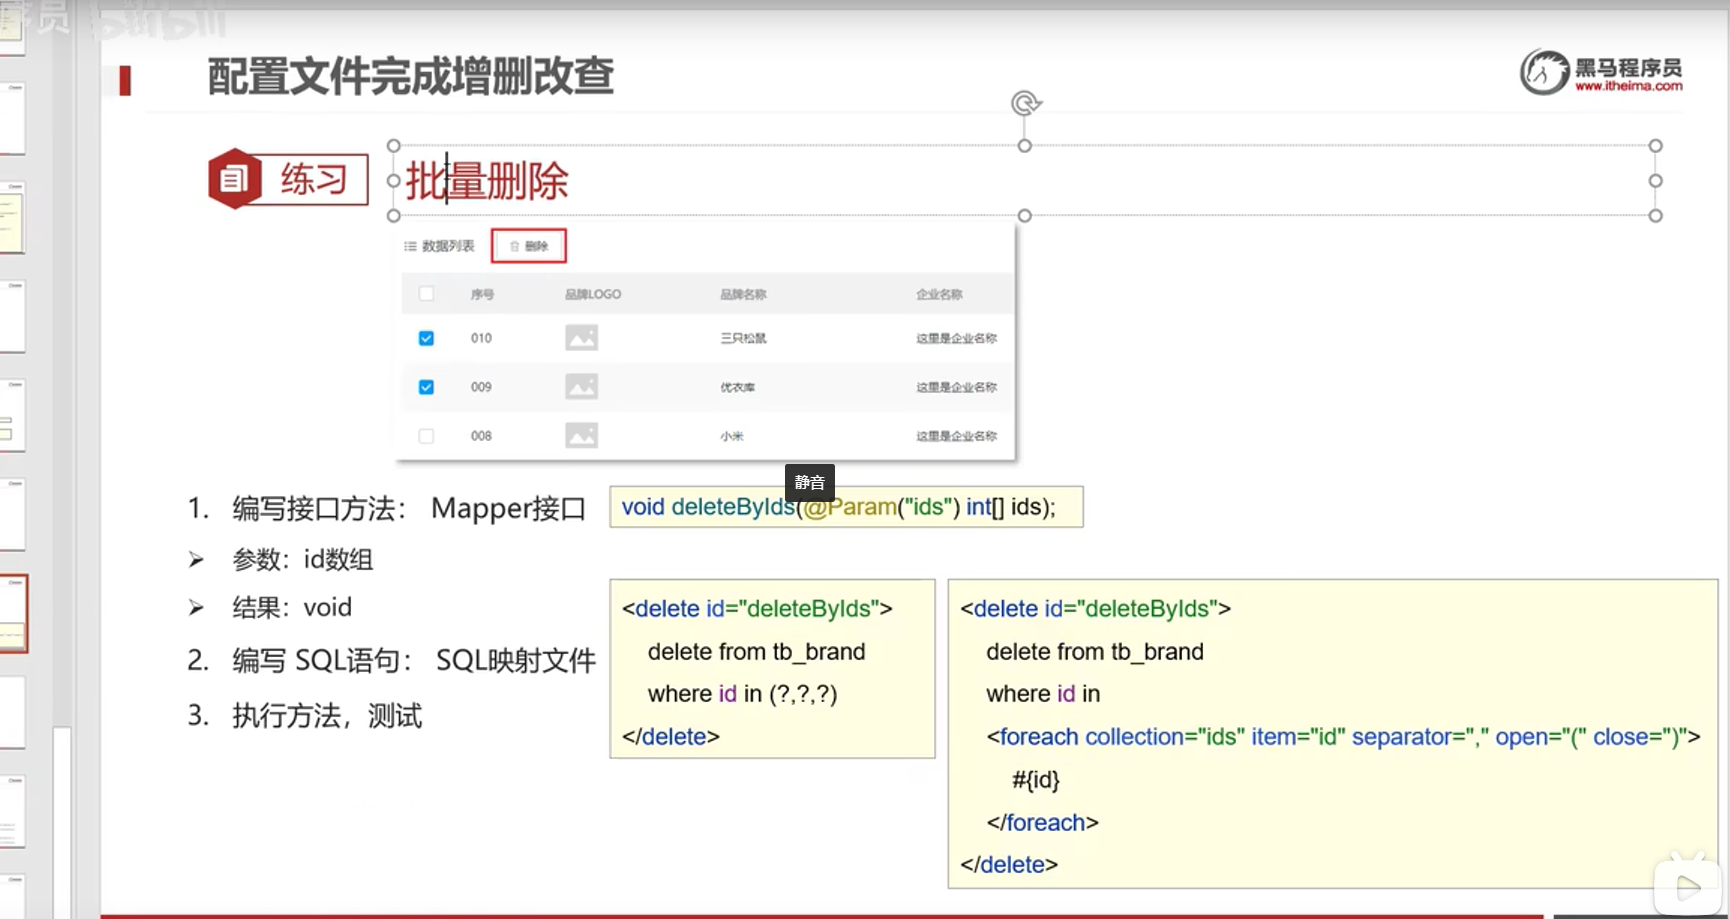 序员 bilibili
配置文件完成增删改查
黑马程序员
www.itheima.com
练习
批量删除
数据列表 删除
序号 品牌LOGO 品牌名称 企业名称
010 三只松鼠 这里是企业名称
009 优衣库 这里是企业名称
008 小米 这里是企业名称
静音
1. 编写接口方法： Mapper接口
void deleteByIds(@Param("ids") int[] ids);
➢ 参数：id数组
➢ 结果：void
2. 编写 SQL语句： SQL映射文件
3. 执行方法，测试
<delete id="deleteByIds">
delete from tb_brand
where id in (?,?,?)
</delete>
<delete id="deleteByIds">
delete from tb_brand
where id in
<foreach collection="ids" item="id" separator="," open="(" close=")">
#{id}
</foreach>
</delete>